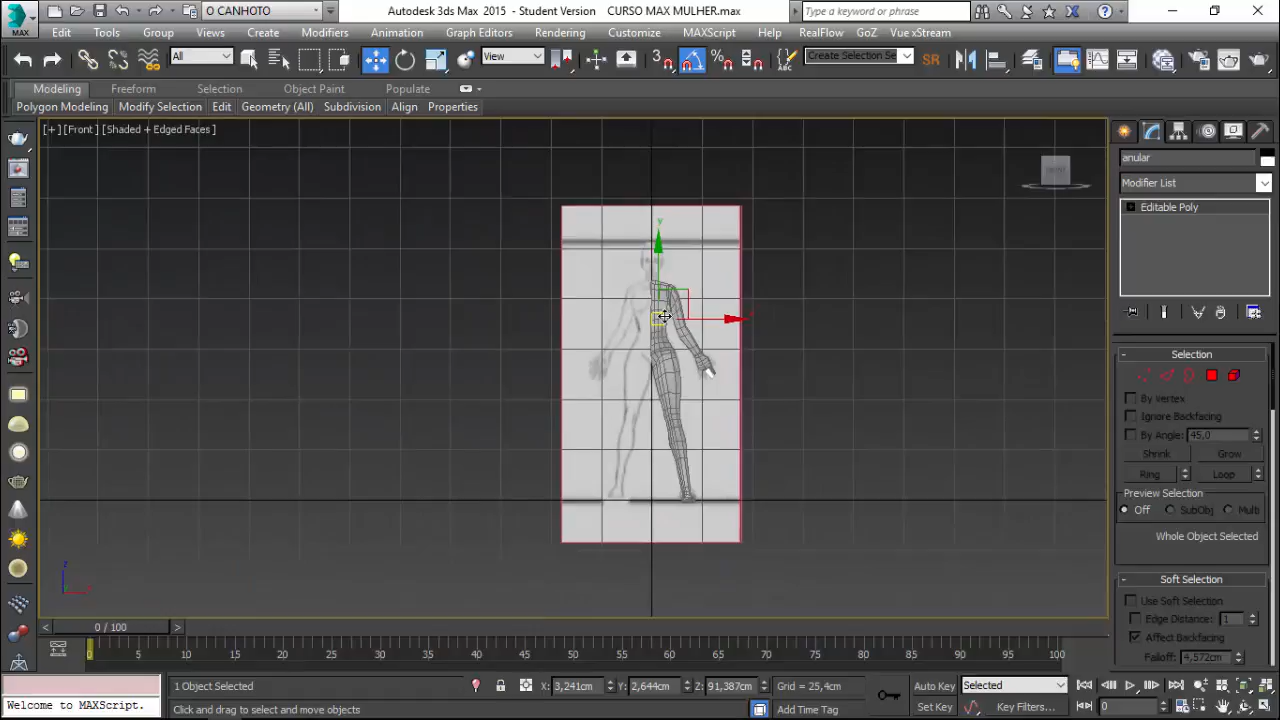 MAX
O CANHOTO
Autodesk 3ds Max 2015 - Student Version CURSO MAX MULHER.max
Type a keyword or phrase
Edit Tools Group Views Create Modifiers Animation Graph Editors Rendering Customize MAXScript Help RealFlow GoZ Vue xStream
All
View
3
Create Selection Se
SR
Modeling Freeform Selection Object Paint Populate
Polygon Modeling Modify Selection Edit Geometry (All) Subdivision Align Properties
[+] [Front ] [Shaded + Edged Faces ]
anular
Modifier List
Editable Poly
y
z
Selection
By Vertex
Ignore Backfacing
By Angle: 45,0
Shrink Grow
Ring Loop
Preview Selection
Off SubObj Multi
Whole Object Selected
Soft Selection
Use Soft Selection
Edge Distance: 1
Affect Backfacing
Falloff: 4,572cm
0 / 100
0 5 10 15 20 25 30 35 40 45 50 55 60 65 70 75 80 85 90 95 100
1 Object Selected X: 3,241cm Y: 2,644cm Z: 91,387cm Grid = 25,4cm Auto Key Selected
Welcome to MAXScript. Click and drag to select and move objects Add Time Tag Set Key Key Filters... 0